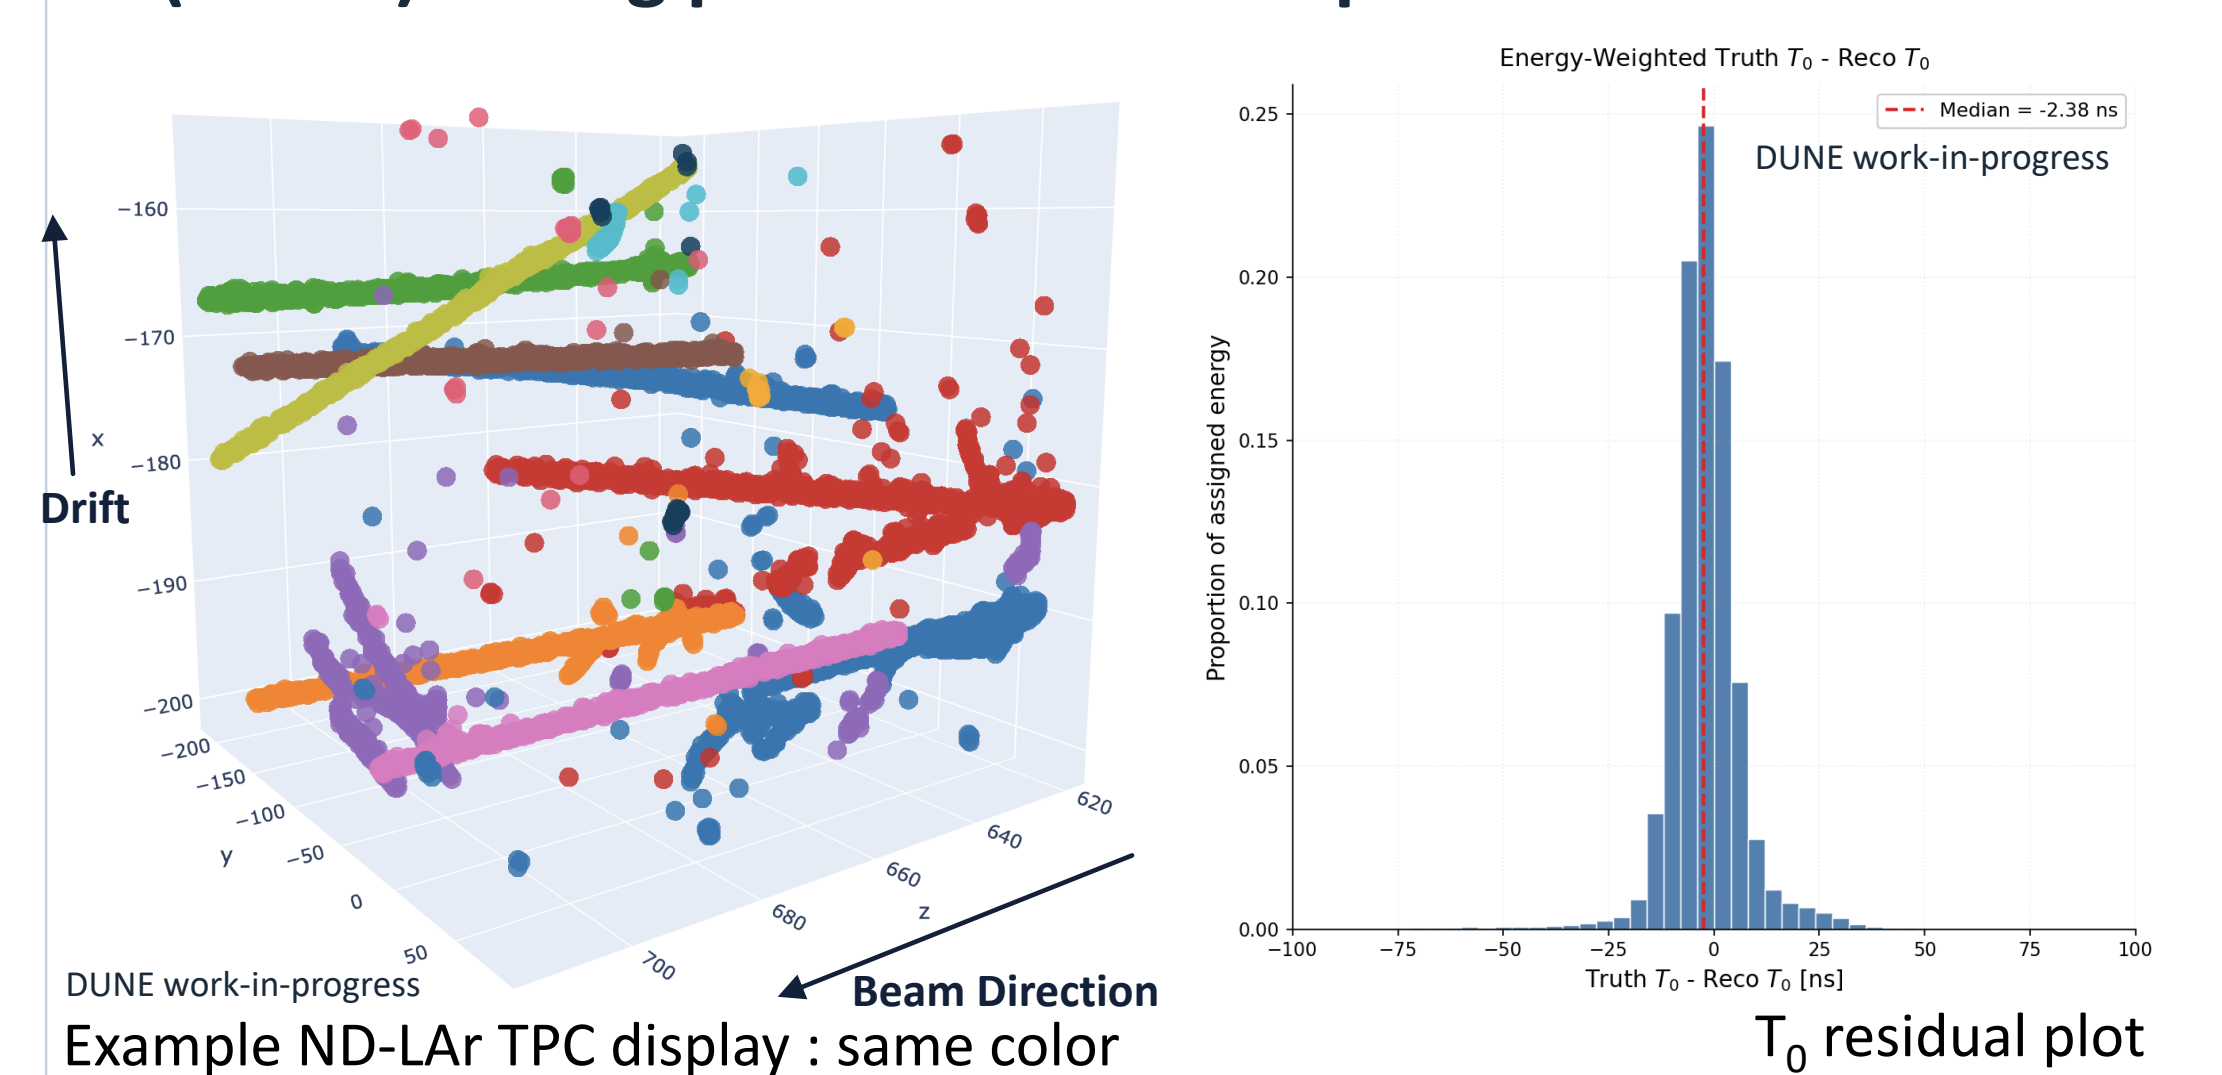 −160
−170
x
−180
Drift
−190
−200
−200
−150
−100
y
−50
0
50
620
640
660
z
680
700
DUNE work-in-progress
Beam Direction
Example ND-LAr TPC display : same color
Energy-Weighted Truth T0 - Reco T0
Median = -2.38 ns
DUNE work-in-progress
Proportion of assigned energy
0.25
0.20
0.15
0.10
0.05
0.00
−100 −75 −50 −25 0 25 50 75 100
Truth T0 - Reco T0 [ns]
T0 residual plot